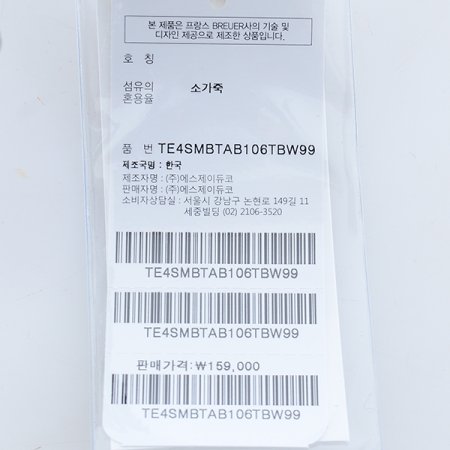 본 제품은 프랑스 BREUER사의 기술 및
디자인 제공으로 제조한 상품입니다.
호 칭
섬유의 소가죽
혼용율
품 번 TE4SMBTAB106TBW99
제조국명 : 한국
제조자명 : (주)에스제이듀코
판매자명 : (주)에스제이듀코
소비자상담실 : 서울시 강남구 논현로 149길 11
세중빌딩 (02) 2106-3520
TE4SMBTAB106TBW99
TE4SMBTAB106TBW99
판매가격:₩159,000
TE4SMBTAB106TBW99